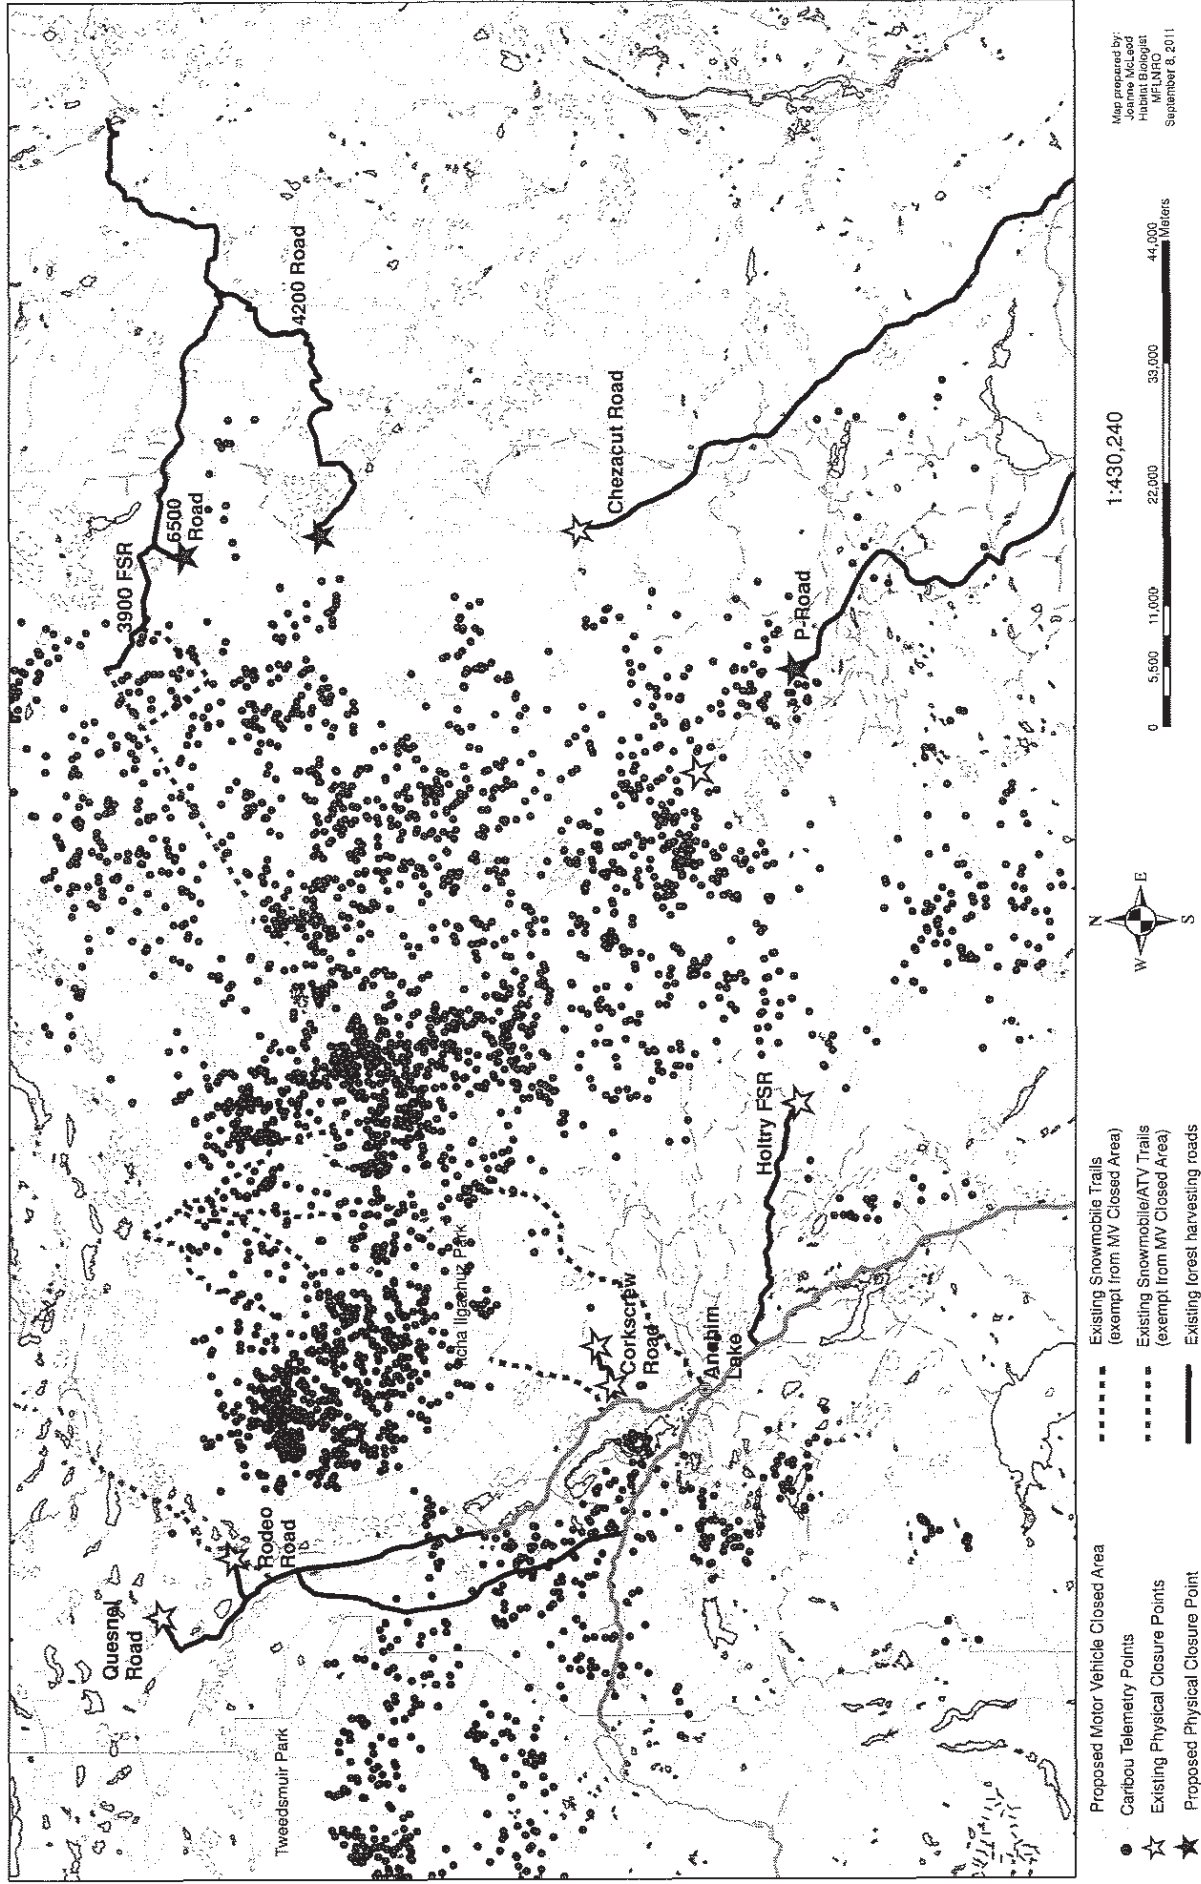 Quesnel
Road
Rodeo
Road
Tweedsmuir Park
Itcha Ilgachuz Park
Corkscrew
Road
Anahim
Lake
Holtry FSR
3900 FSR
6500
Road
4200 Road
Chezacut Road
P-Road
Proposed Motor Vehicle Closed Area
Caribou Telemetry Points
Existing Physical Closure Points
Proposed Physical Closure Point
Existing Snowmobile Trails
(exempt from MV Closed Area)
Existing Snowmobile/ATV Trails
(exempt from MV Closed Area)
Existing forest harvesting roads
N
W
E
S
1:430,240
0
5,500
11,000
22,000
33,000
44,000
Meters
Map prepared by:
Joanne McLeod
Habitat Biologist
MFLNRO
September 8, 2011